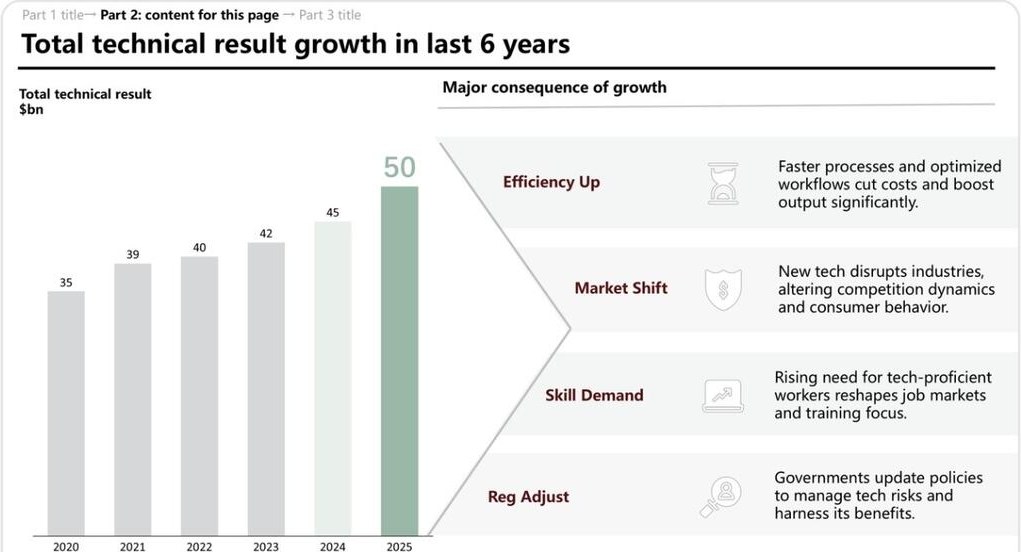 Part 1 title→ Part 2: content for this page → Part 3 title
Total technical result growth in last 6 years
Total technical result
$bn
35
39
40
42
45
50
2020
2021
2022
2023
2024
2025
Major consequence of growth
Efficiency Up
Faster processes and optimized
workflows cut costs and boost
output significantly.
Market Shift
$
New tech disrupts industries,
altering competition dynamics
and consumer behavior.
Skill Demand
Rising need for tech-proficient
workers reshapes job markets
and training focus.
Reg Adjust
Governments update policies
to manage tech risks and
harness its benefits.